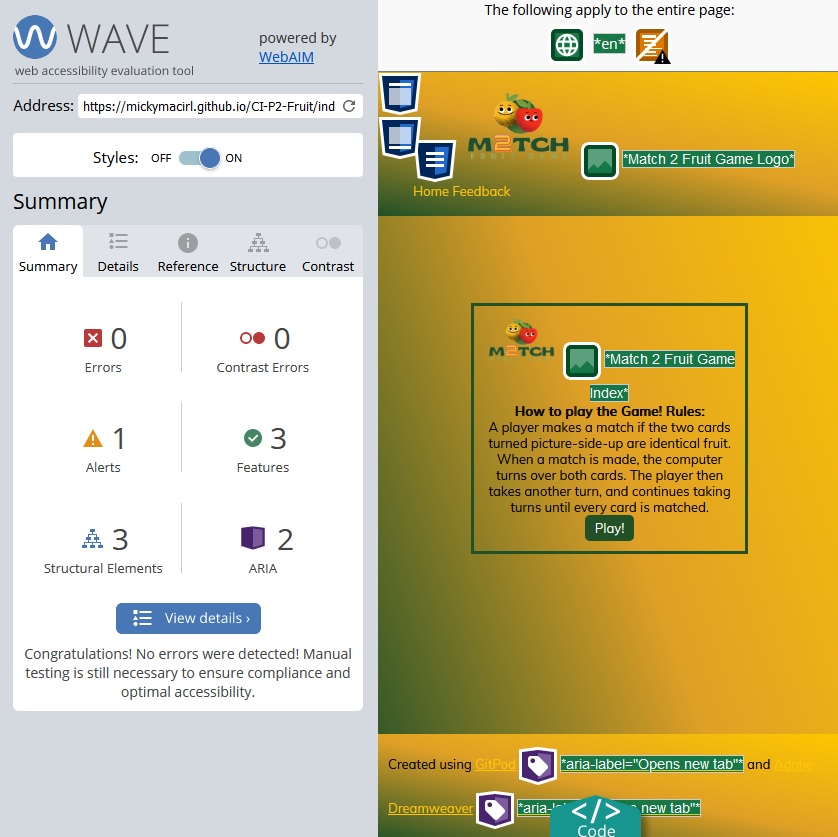 WAVE
powered by
WebAIM
web accessibility evaluation tool
Address: https://mickymacirl.github.io/CI-P2-Fruit/ind
Styles: OFF ON
Summary
Summary Details Reference Structure Contrast
0 0
Errors Contrast Errors
1 3
Alerts Features
3 2
Structural Elements ARIA
View details ›
Congratulations! No errors were detected! Manual
testing is still necessary to ensure compliance and
optimal accessibility.
The following apply to the entire page:
*en*
M2TCH
FRUIT GAME
*Match 2 Fruit Game Logo*
Home Feedback
M2TCH
*Match 2 Fruit Game
Index*
How to play the Game! Rules:
A player makes a match if the two cards
turned picture-side-up are identical fruit.
When a match is made, the computer
turns over both cards. The player then
takes another turn, and continues taking
turns until every card is matched.
Play!
Created using GitPod *aria-label="Opens new tab"* and Adobe
Dreamweaver new tab"*
</> Code